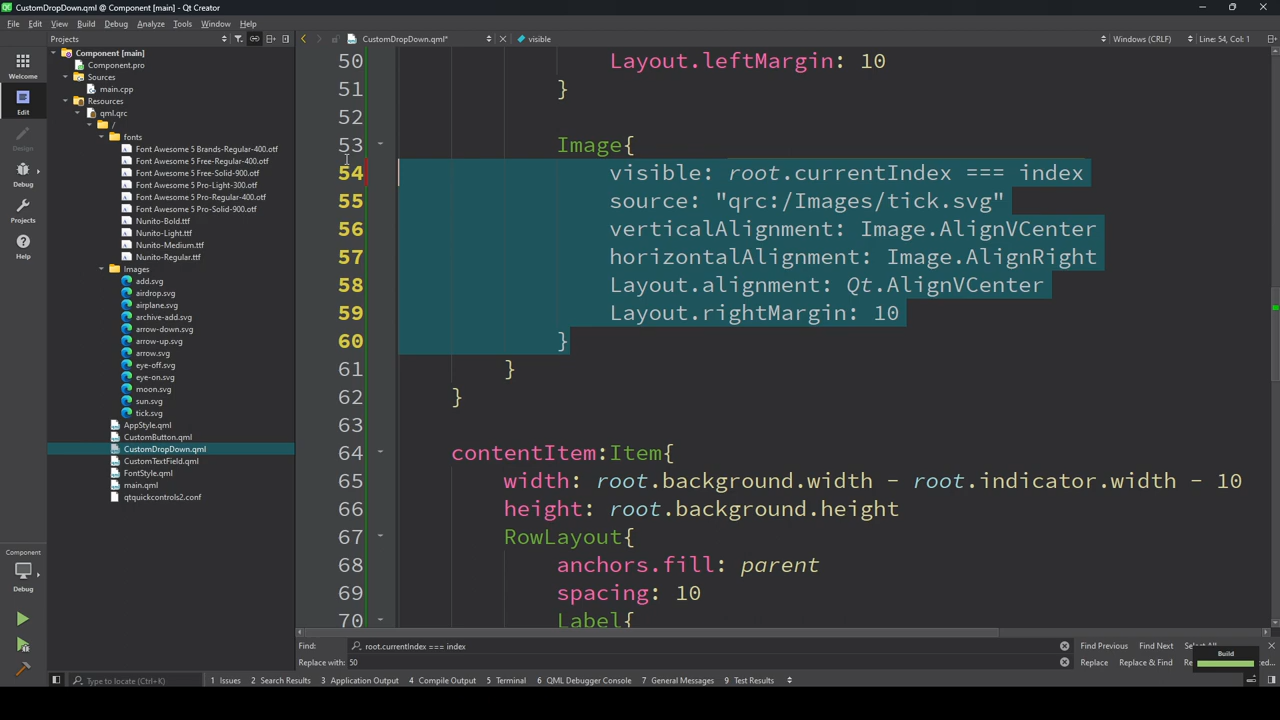 CustomDropDown.qml @ Component [main] - Qt Creator
File Edit View Build Debug Analyze Tools Window Help
Projects CustomDropDown.qml* visible Windows (CRLF) Line: 54, Col: 1
Welcome
Edit
Design
Debug
Projects
Help
Component
Debug
Component [main]
Component.pro
Sources
main.cpp
Resources
qml.qrc
/
fonts
Font Awesome 5 Brands-Regular-400.otf
Font Awesome 5 Free-Regular-400.otf
Font Awesome 5 Free-Solid-900.otf
Font Awesome 5 Pro-Light-300.otf
Font Awesome 5 Pro-Regular-400.otf
Font Awesome 5 Pro-Solid-900.otf
Nunito-Bold.ttf
Nunito-Light.ttf
Nunito-Medium.ttf
Nunito-Regular.ttf
Images
add.svg
airdrop.svg
airplane.svg
archive-add.svg
arrow-down.svg
arrow-up.svg
arrow.svg
eye-off.svg
eye-on.svg
moon.svg
sun.svg
tick.svg
AppStyle.qml
CustomButton.qml
CustomDropDown.qml
CustomTextField.qml
FontStyle.qml
main.qml
qtquickcontrols2.conf
50 Layout.leftMargin: 10
51 }
52
53 Image{
54 visible: root.currentIndex === index
55 source: "qrc:/Images/tick.svg"
56 verticalAlignment: Image.AlignVCenter
57 horizontalAlignment: Image.AlignRight
58 Layout.alignment: Qt.AlignVCenter
59 Layout.rightMargin: 10
60 }
61 }
62 }
63
64 contentItem:Item{
65 width: root.background.width - root.indicator.width - 10
66 height: root.background.height
67 RowLayout{
68 anchors.fill: parent
69 spacing: 10
70 Label{
Find: root.currentIndex === index Find Previous Find Next
Replace with: 50 Replace Replace & Find
Build
Type to locate (Ctrl+K) 1 Issues 2 Search Results 3 Application Output 4 Compile Output 5 Terminal 6 QML Debugger Console 7 General Messages 9 Test Results